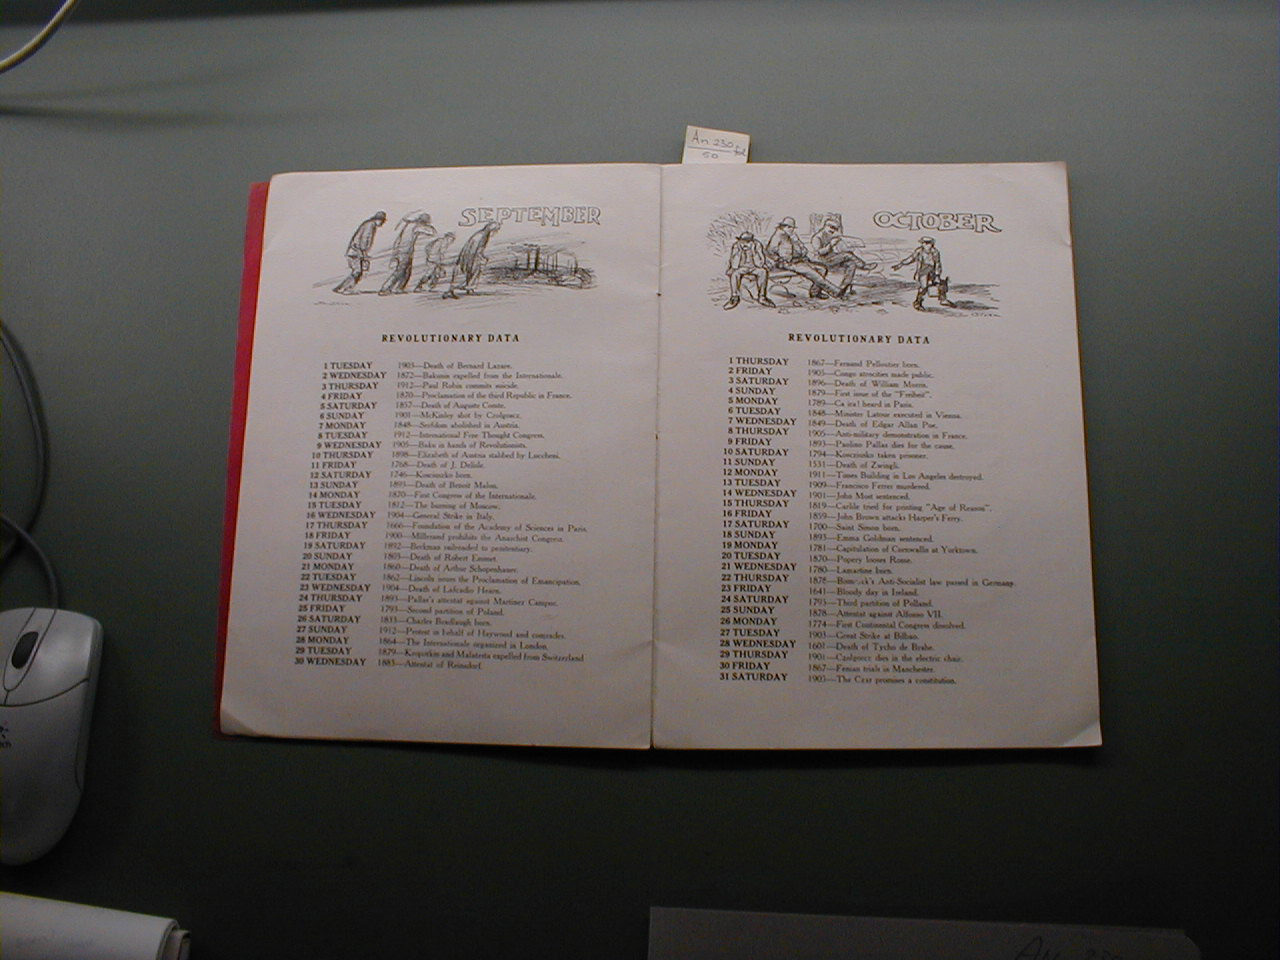 An 230 fol
50
SEPTEMBER
REVOLUTIONARY DATA
1 TUESDAY 1903—Death of Bernard Lazare.
2 WEDNESDAY 1872—Bakunin expelled from the Internationale.
3 THURSDAY 1912—Paul Robin commits suicide.
4 FRIDAY 1870—Proclamation of the third Republic in France.
5 SATURDAY 1857—Death of Auguste Comte.
6 SUNDAY 1901—McKinley shot by Czolgosz.
7 MONDAY 1848—Serfdom abolished in Austria.
8 TUESDAY 1912—International Free Thought Congress.
9 WEDNESDAY 1905—Baku in hands of Revolutionists.
10 THURSDAY 1898—Elizabeth of Austria stabbed by Luccheni.
11 FRIDAY 1768—Death of J. Delisle.
12 SATURDAY 1746—Kosciuszko born.
13 SUNDAY 1893—Death of Benoit Malon.
14 MONDAY 1870—First Congress of the Internationale.
15 TUESDAY 1812—The burning of Moscow.
16 WEDNESDAY 1904—General Strike in Italy.
17 THURSDAY 1666—Foundation of the Academy of Sciences in Paris.
18 FRIDAY 1900—Millerand prohibits the Anarchist Congress.
19 SATURDAY 1892—Berkman railroaded to penitentiary.
20 SUNDAY 1803—Death of Robert Emmet.
21 MONDAY 1860—Death of Arthur Schopenhauer.
22 TUESDAY 1862—Lincoln issues the Proclamation of Emancipation.
23 WEDNESDAY 1904—Death of Lafcadio Hearn.
24 THURSDAY 1893—Pallas's attentat against Martinez Campos.
25 FRIDAY 1793—Second partition of Poland.
26 SATURDAY 1833—Charles Bradlaugh born.
27 SUNDAY 1912—Protest in behalf of Haywood and comrades.
28 MONDAY 1864—The Internationale organized in London.
29 TUESDAY 1879—Kropotkin and Malatesta expelled from Switzerland
30 WEDNESDAY 1883—Attentat of Reinsdorf.
OCTOBER
REVOLUTIONARY DATA
1 THURSDAY 1867—Fernand Pelloutier born.
2 FRIDAY 1903—Congo atrocities made public.
3 SATURDAY 1896—Death of William Morris.
4 SUNDAY 1879—First issue of the "Freiheit".
5 MONDAY 1789—Ca ira! heard in Paris.
6 TUESDAY 1848—Minister Latour executed in Vienna.
7 WEDNESDAY 1849—Death of Edgar Allan Poe.
8 THURSDAY 1905—Anti-military demonstration in France.
9 FRIDAY 1893—Paulino Pallas dies for the cause.
10 SATURDAY 1794—Kosciuszko taken prisoner.
11 SUNDAY 1531—Death of Zwingli.
12 MONDAY 1911—Times Building in Los Angeles destroyed.
13 TUESDAY 1909—Francisco Ferrer murdered.
14 WEDNESDAY 1901—John Most sentenced.
15 THURSDAY 1819—Carlile tried for printing "Age of Reason".
16 FRIDAY 1859—John Brown attacks Harper's Ferry.
17 SATURDAY 1700—Saint Simon born.
18 SUNDAY 1893—Emma Goldman sentenced.
19 MONDAY 1781—Capitulation of Cornwallis at Yorktown.
20 TUESDAY 1870—Popery looses Rome.
21 WEDNESDAY 1780—Lamartine born.
22 THURSDAY 1878—Bismarck's Anti-Socialist law passed in Germany.
23 FRIDAY 1641—Bloody day in Ireland.
24 SATURDAY 1793—Third partition of Polland.
25 SUNDAY 1878—Attentat against Alfonso VII.
26 MONDAY 1774—First Continental Congress dissolved.
27 TUESDAY 1903—Great Strike at Bilbao.
28 WEDNESDAY 1601—Death of Tycho de Brahe.
29 THURSDAY 1901—Czolgosz dies in the electric chair.
30 FRIDAY 1867—Fenian trials in Manchester.
31 SATURDAY 1905—The Czar promises a constitution.